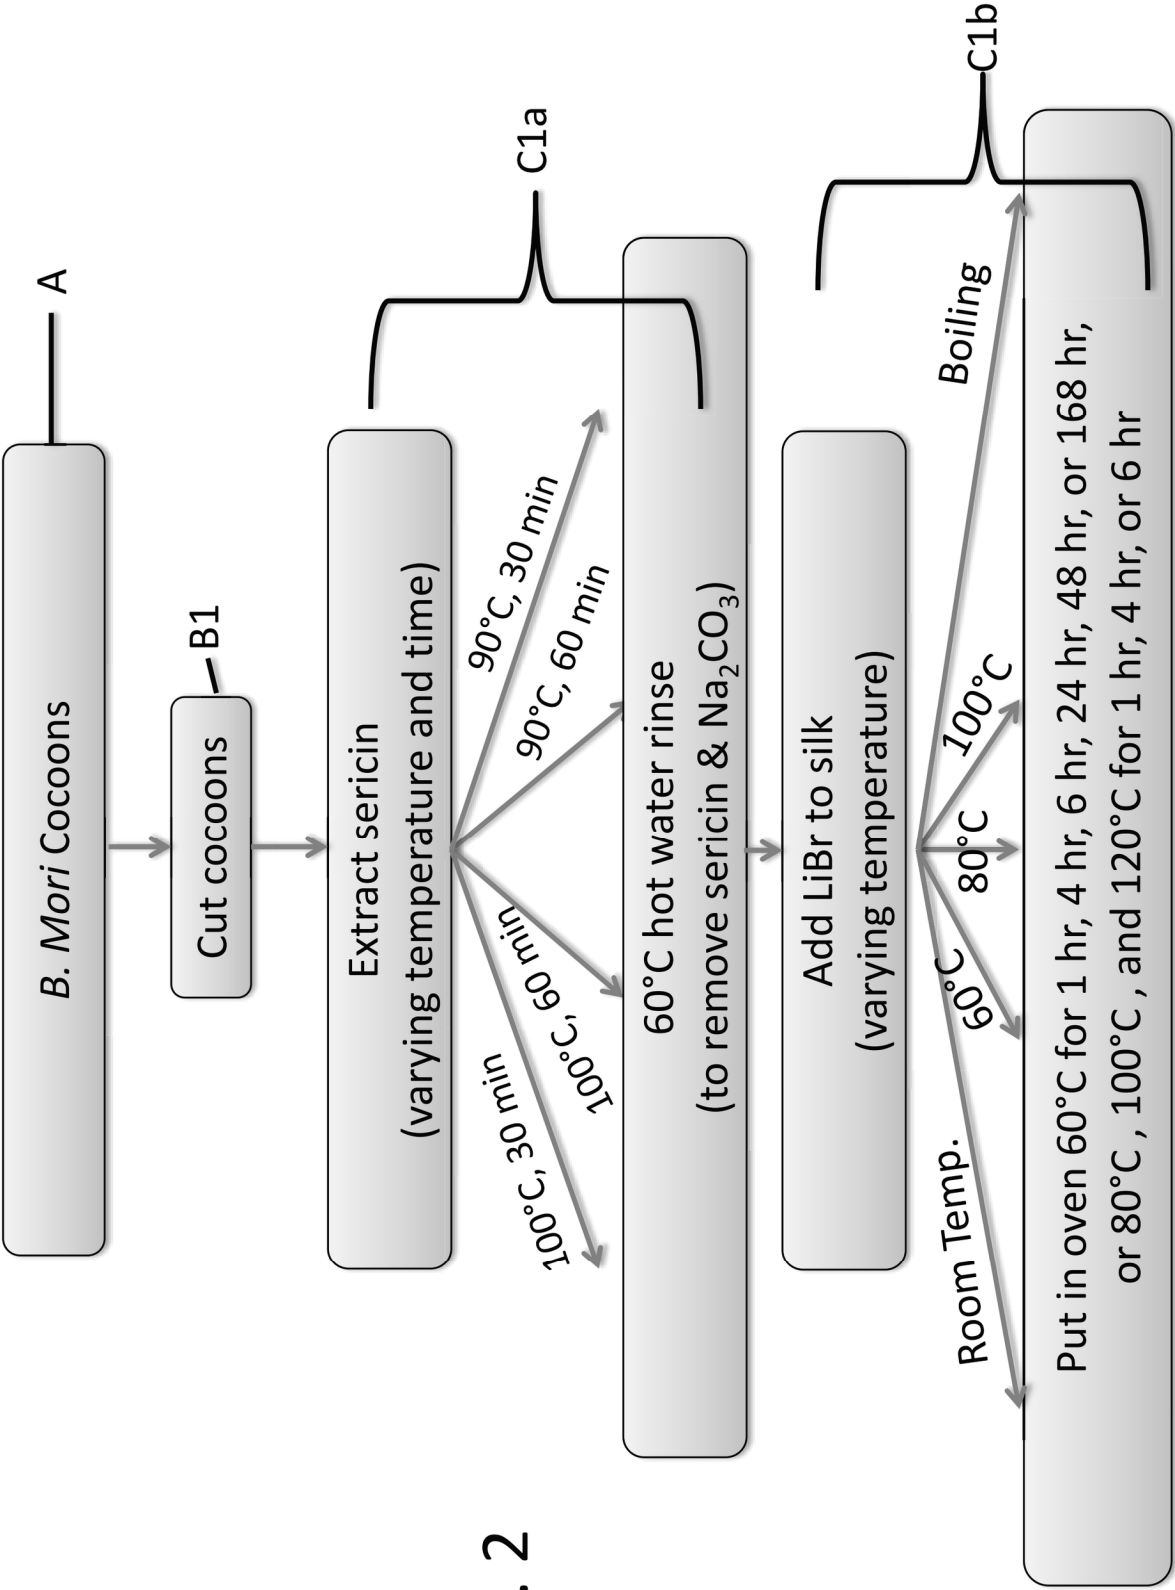 B. Mori Cocoons
A
Cut cocoons
B1
Extract sericin
(varying temperature and time)
C1a
100°C, 30 min
100°C, 60 min
90°C, 60 min
90°C, 30 min
60°C hot water rinse
(to remove sericin & Na₂CO₃)
Add LiBr to silk
(varying temperature)
C1b
Room Temp.
60°C
80°C
100°C
Boiling
Put in oven 60°C for 1 hr, 4 hr, 6 hr, 24 hr, 48 hr, or 168 hr,
or 80°C , 100°C , and 120°C for 1 hr, 4 hr, or 6 hr
. 2